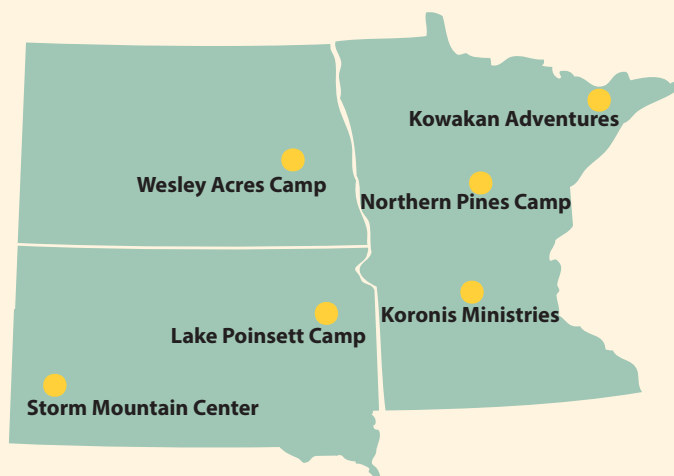 Kowakan Adventures
Wesley Acres Camp
Northern Pines Camp
Koronis Ministries
Lake Poinsett Camp
Storm Mountain Center